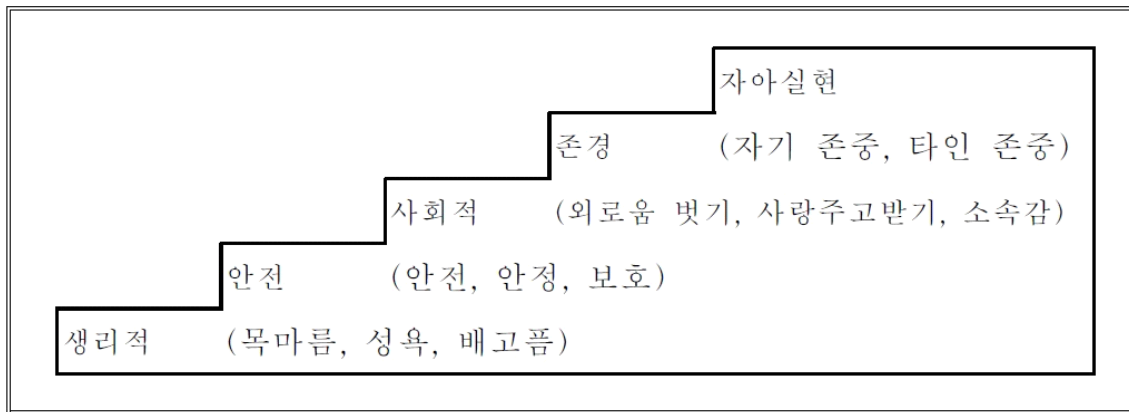 자아실현
존경 (자기 존중, 타인 존중)
사회적 (외로움 벗기, 사랑주고받기, 소속감)
안전 (안전, 안정, 보호)
생리적 (목마름, 성욕, 배고픔)